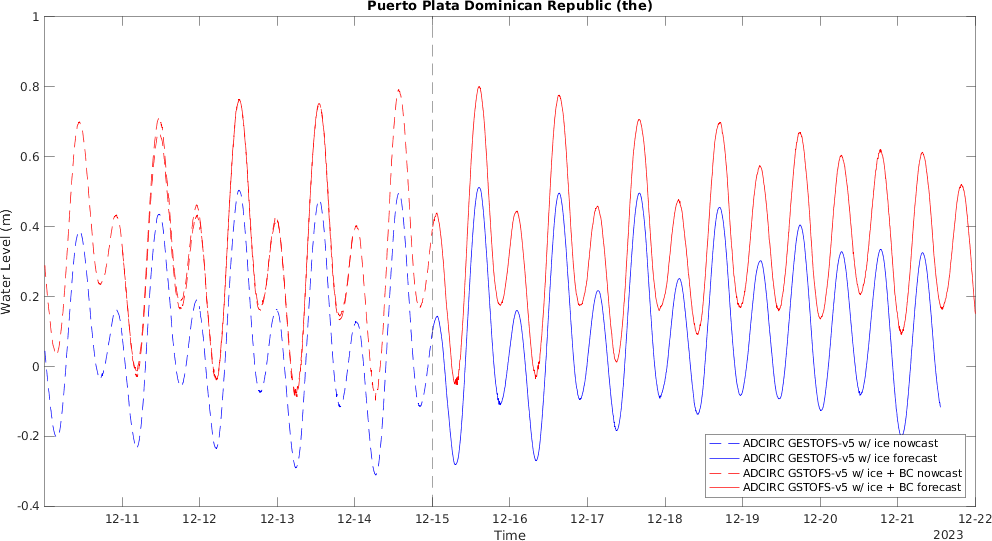 Puerto Plata Dominican Republic (the)
Water Level (m)
1
0.8
0.6
0.4
0.2
0
-0.2
-0.4
ADCIRC GESTOFS-v5 w/ ice nowcast
ADCIRC GESTOFS-v5 w/ ice forecast
ADCIRC GSTOFS-v5 w/ ice + BC nowcast
ADCIRC GSTOFS-v5 w/ ice + BC forecast
12-11 12-12 12-13 12-14 12-15 12-16 12-17 12-18 12-19 12-20 12-21 12-22
Time
2023